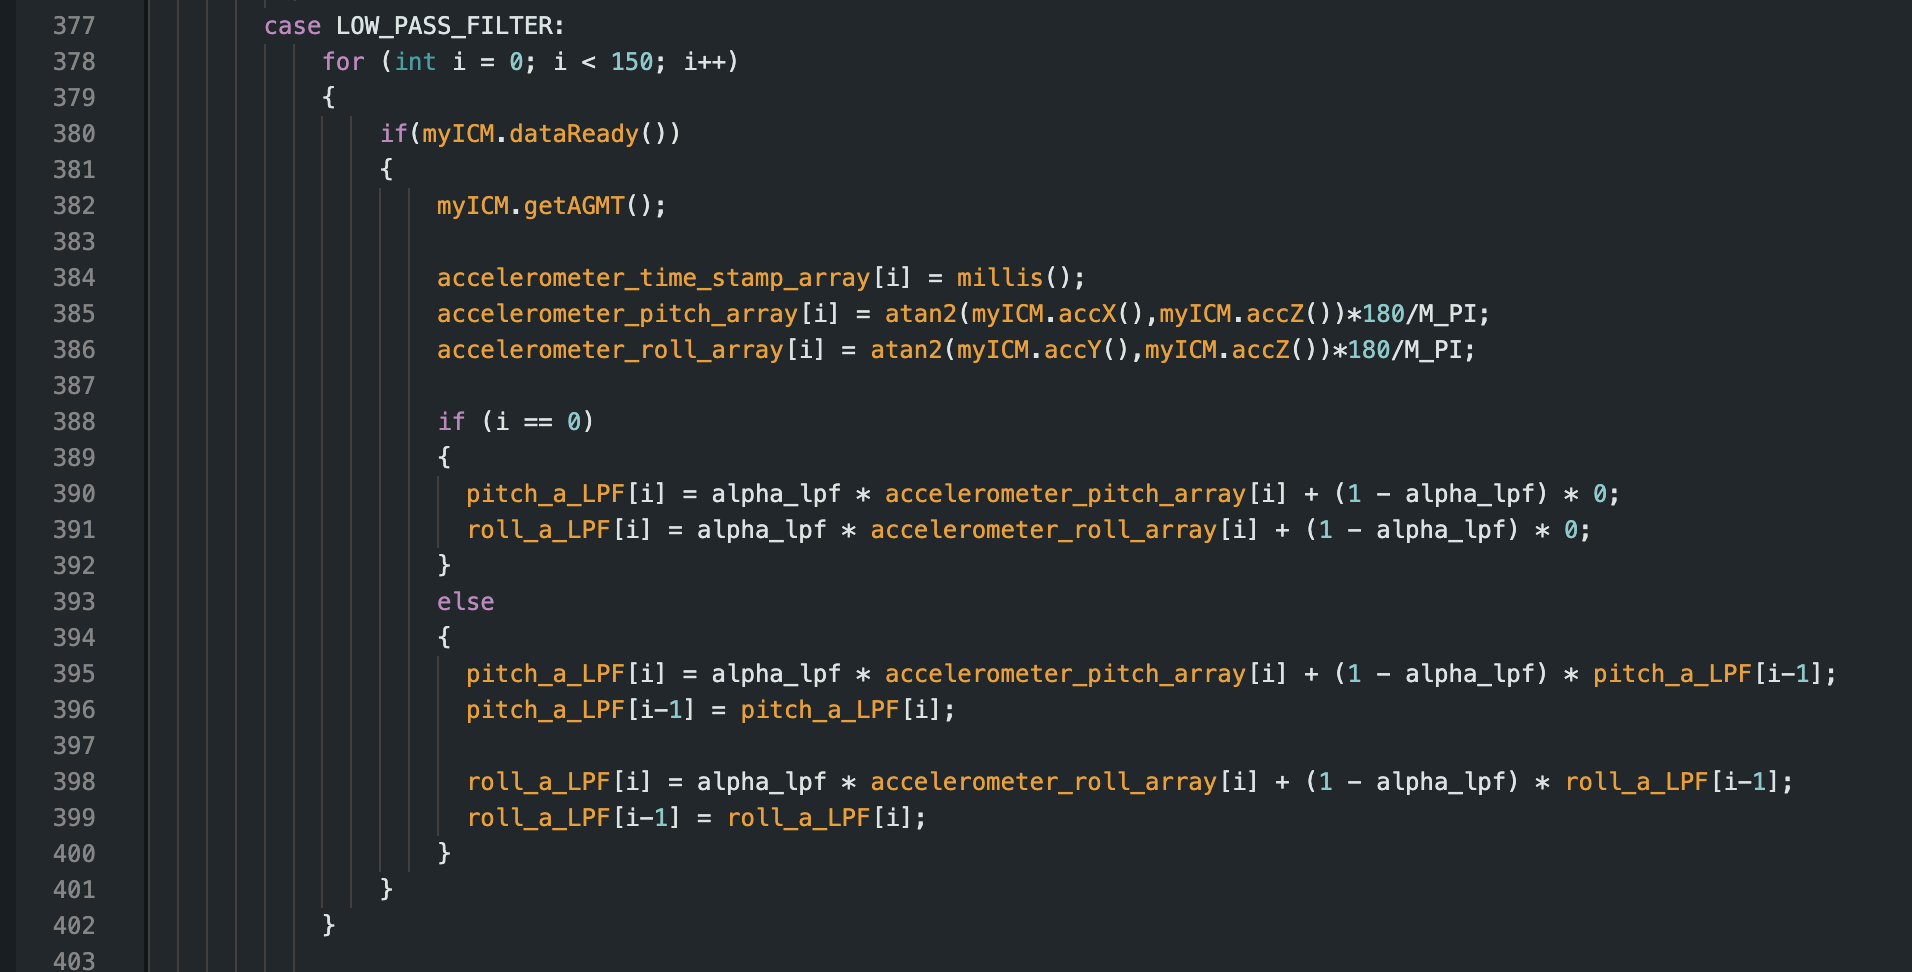 377 case LOW_PASS_FILTER:
378 for (int i = 0; i < 150; i++)
379 {
380 if(myICM.dataReady())
381 {
382 myICM.getAGMT();
383
384 accelerometer_time_stamp_array[i] = millis();
385 accelerometer_pitch_array[i] = atan2(myICM.accX(),myICM.accZ())*180/M_PI;
386 accelerometer_roll_array[i] = atan2(myICM.accY(),myICM.accZ())*180/M_PI;
387
388 if (i == 0)
389 {
390 pitch_a_LPF[i] = alpha_lpf * accelerometer_pitch_array[i] + (1 - alpha_lpf) * 0;
391 roll_a_LPF[i] = alpha_lpf * accelerometer_roll_array[i] + (1 - alpha_lpf) * 0;
392 }
393 else
394 {
395 pitch_a_LPF[i] = alpha_lpf * accelerometer_pitch_array[i] + (1 - alpha_lpf) * pitch_a_LPF[i-1];
396 pitch_a_LPF[i-1] = pitch_a_LPF[i];
397
398 roll_a_LPF[i] = alpha_lpf * accelerometer_roll_array[i] + (1 - alpha_lpf) * roll_a_LPF[i-1];
399 roll_a_LPF[i-1] = roll_a_LPF[i];
400 }
401 }
402 }
403